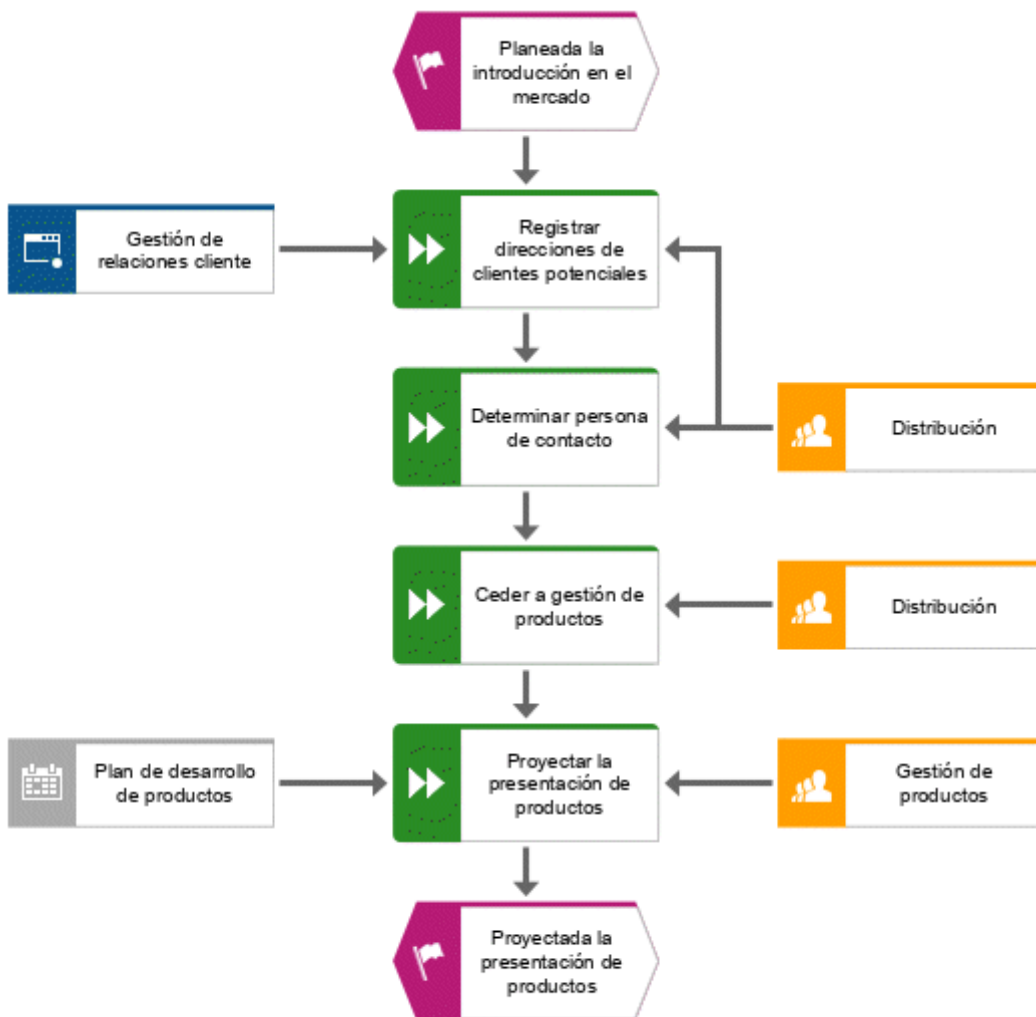 Planeada la
introducción en el
mercado
Gestión de
relaciones cliente
Registrar
direcciones de
clientes potenciales
Determinar persona
de contacto
Distribución
Ceder a gestión de
productos
Distribución
Plan de desarrollo
de productos
Proyectar la
presentación de
productos
Gestión de
productos
Proyectada la
presentación de
productos